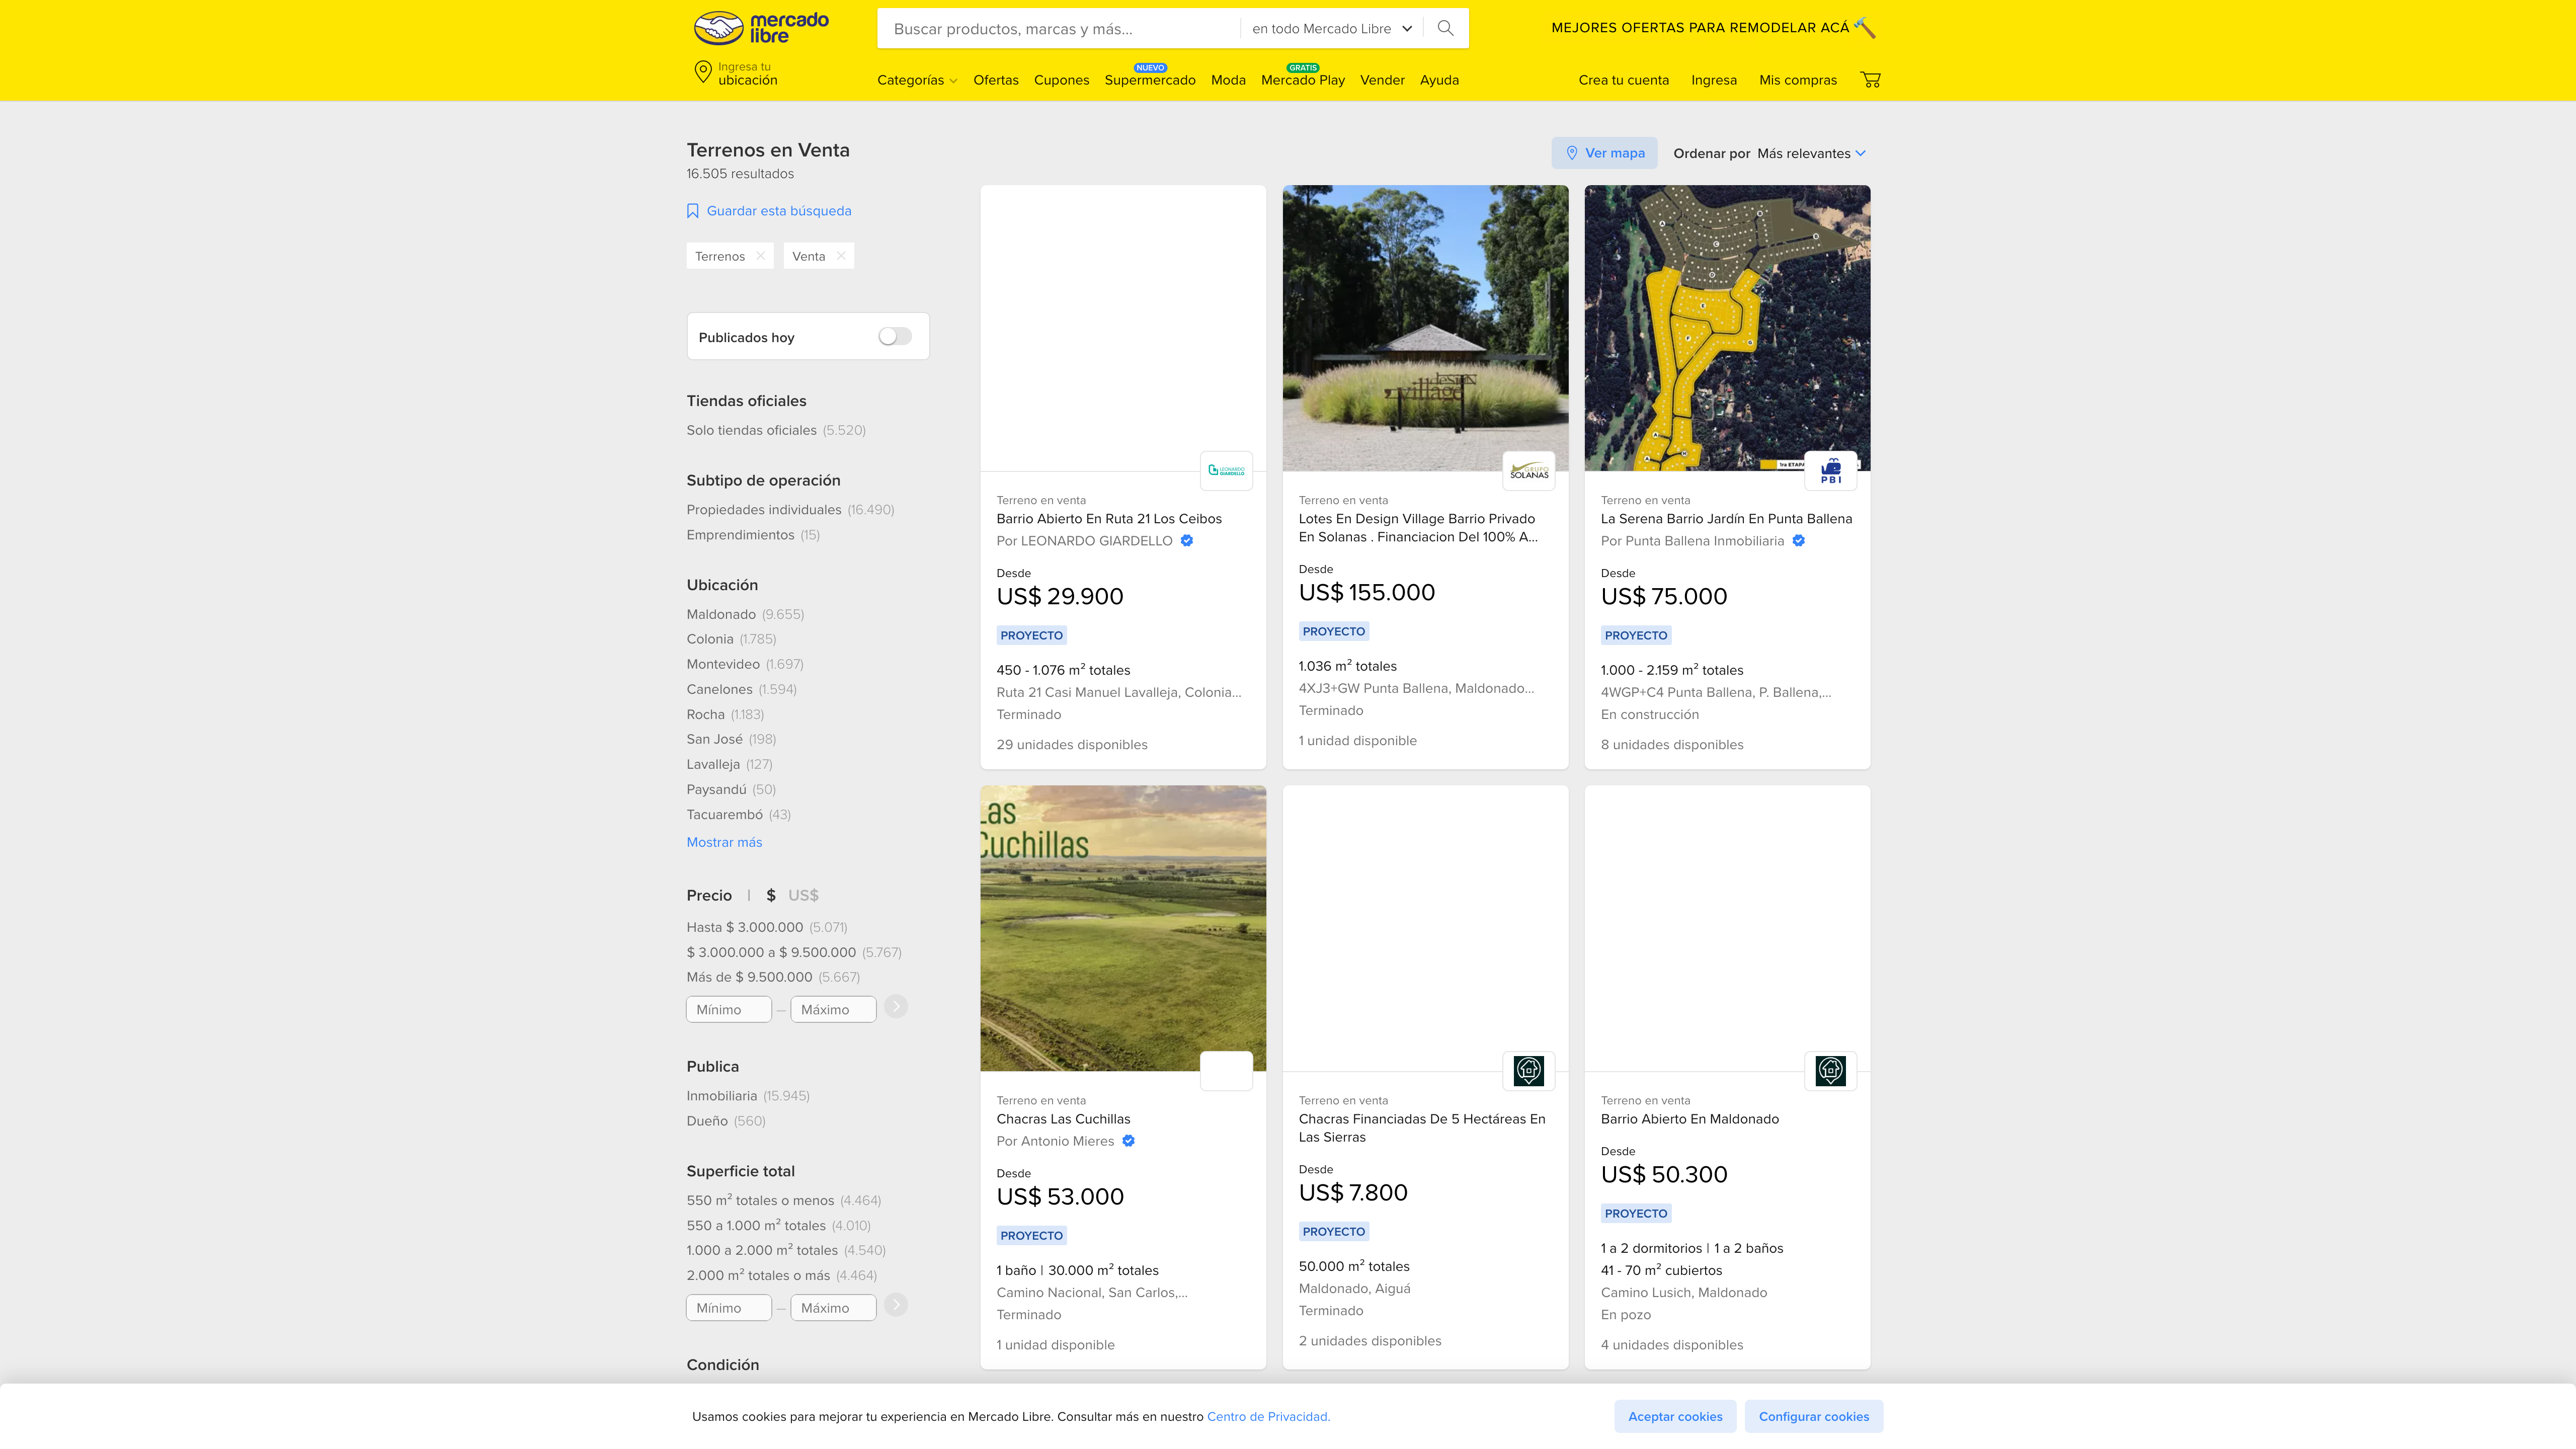 mercado
libre
Buscar productos, marcas y más...
en todo Mercado Libre
MEJORES OFERTAS PARA REMODELAR ACÁ
Ingresa tu
ubicación
Categorías
Ofertas
Cupones
NUEVO
Supermercado
Moda
GRATIS
Mercado Play
Vender
Ayuda
Crea tu cuenta
Ingresa
Mis compras
Terrenos en Venta
16.505 resultados
Guardar esta búsqueda
Terrenos
Venta
Publicados hoy
Tiendas oficiales
Solo tiendas oficiales (5.520)
Subtipo de operación
Propiedades individuales (16.490)
Emprendimientos (15)
Ubicación
Maldonado (9.655)
Colonia (1.785)
Montevideo (1.697)
Canelones (1.594)
Rocha (1.183)
San José (198)
Lavalleja (127)
Paysandú (50)
Tacuarembó (43)
Mostrar más
Precio | $ US$
Hasta $ 3.000.000 (5.071)
$ 3.000.000 a $ 9.500.000 (5.767)
Más de $ 9.500.000 (5.667)
Mínimo – Máximo
Publica
Inmobiliaria (15.945)
Dueño (560)
Superficie total
550 m² totales o menos (4.464)
550 a 1.000 m² totales (4.010)
1.000 a 2.000 m² totales (4.540)
2.000 m² totales o más (4.464)
Mínimo – Máximo
Condición
Ver mapa
Ordenar por Más relevantes
LEONARDO
GIARDELLO
Terreno en venta
Barrio Abierto En Ruta 21 Los Ceibos
Por LEONARDO GIARDELLO
Desde
US$ 29.900
PROYECTO
450 - 1.076 m² totales
Ruta 21 Casi Manuel Lavalleja, Colonia...
Terminado
29 unidades disponibles
design
village
GRUPO
SOLANAS
Terreno en venta
Lotes En Design Village Barrio Privado
En Solanas . Financiacion Del 100% A...
Desde
US$ 155.000
PROYECTO
1.036 m² totales
4XJ3+GW Punta Ballena, Maldonado...
Terminado
1 unidad disponible
1ra ETAPA
PBI
Terreno en venta
La Serena Barrio Jardín En Punta Ballena
Por Punta Ballena Inmobiliaria
Desde
US$ 75.000
PROYECTO
1.000 - 2.159 m² totales
4WGP+C4 Punta Ballena, P. Ballena,...
En construcción
8 unidades disponibles
Las
Cuchillas
Terreno en venta
Chacras Las Cuchillas
Por Antonio Mieres
Desde
US$ 53.000
PROYECTO
1 baño | 30.000 m² totales
Camino Nacional, San Carlos,...
Terminado
1 unidad disponible
Terreno en venta
Chacras Financiadas De 5 Hectáreas En
Las Sierras
Desde
US$ 7.800
PROYECTO
50.000 m² totales
Maldonado, Aiguá
Terminado
2 unidades disponibles
Terreno en venta
Barrio Abierto En Maldonado
Desde
US$ 50.300
PROYECTO
1 a 2 dormitorios | 1 a 2 baños
41 - 70 m² cubiertos
Camino Lusich, Maldonado
En pozo
4 unidades disponibles
Usamos cookies para mejorar tu experiencia en Mercado Libre. Consultar más en nuestro Centro de Privacidad.
Aceptar cookies
Configurar cookies